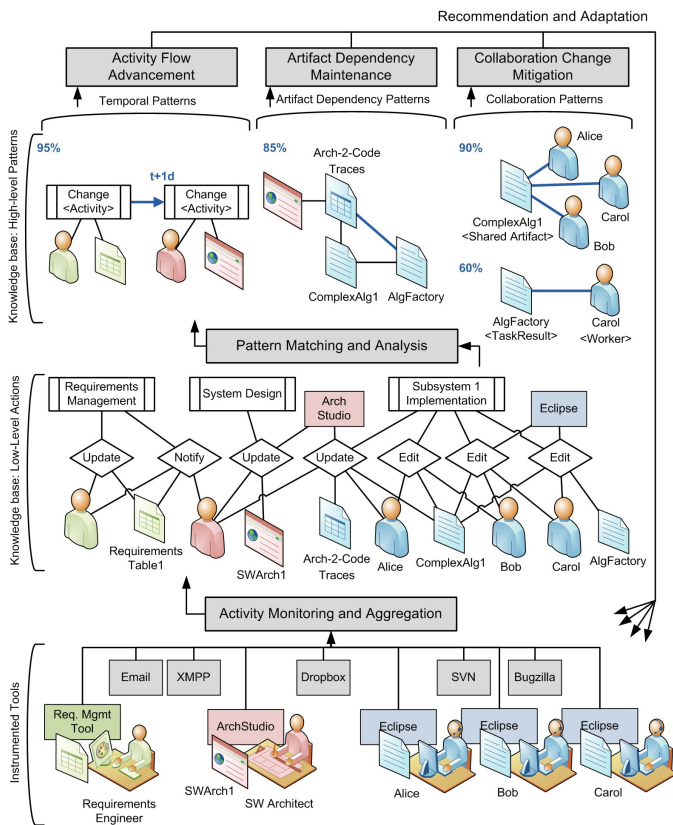 Recommendation and Adaptation
Activity Flow
Advancement
Artifact Dependency
Maintenance
Collaboration Change
Mitigation
Temporal Patterns
Artifact Dependency Patterns
Collaboration Patterns
Knowledge base: High-level Patterns
95%
t+1d
Change
<Activity>
Change
<Activity>
85%
Arch-2-Code
Traces
ComplexAlg1
AlgFactory
90%
Alice
Carol
Bob
ComplexAlg1
<Shared Artifact>
60%
AlgFactory
<TaskResult>
Carol
<Worker>
Pattern Matching and Analysis
Knowledge base: Low-Level Actions
Requirements
Management
System Design
Arch
Studio
Subsystem 1
Implementation
Eclipse
Update
Notify
Update
Update
Edit
Edit
Edit
Requirements
Table1
SWArch1
Arch-2-Code
Traces
Alice
ComplexAlg1
Bob
Carol
AlgFactory
Activity Monitoring and Aggregation
Instrumented Tools
Email
XMPP
Dropbox
SVN
Bugzilla
Req. Mgmt
Tool
ArchStudio
Eclipse
Eclipse
Eclipse
Requirements
Engineer
SWArch1
SW Architect
Alice
Bob
Carol